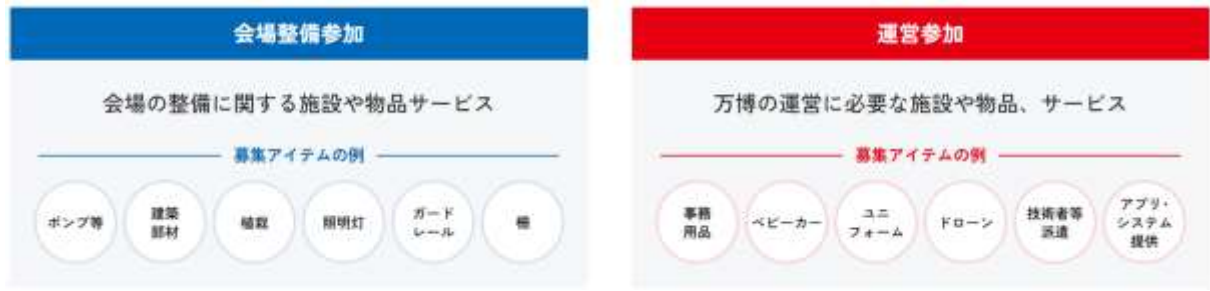 会場整備参加
会場の整備に関する施設や物品サービス
募集アイテムの例
ポンプ等
建築
部材
植栽
照明灯
ガード
レール
柵
運営参加
万博の運営に必要な施設や物品、サービス
募集アイテムの例
事務
用品
ベビーカー
ユニ
フォーム
ドローン
技術者等
派遣
アプリ・
システム
提供